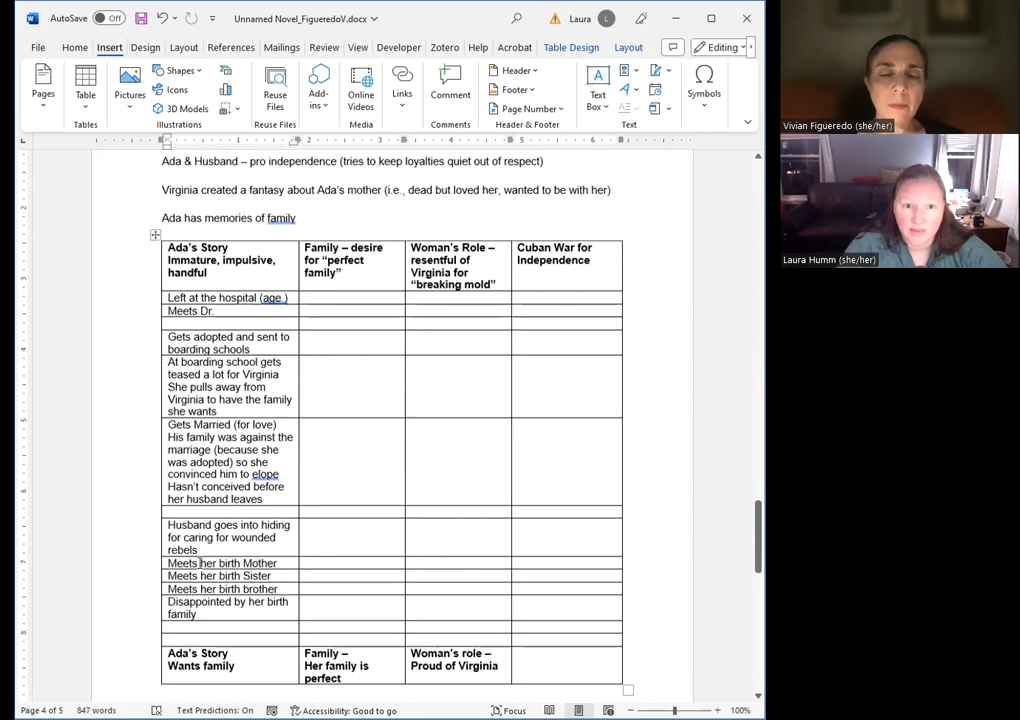 AutoSave Off Unnamed Novel_FigueredoV.docx Laura L
File Home Insert Design Layout References Mailings Review View Developer Zotero Help Acrobat Table Design Layout Editing
Pages Table Pictures Shapes Icons 3D Models Reuse Files Add-ins Online Videos Links Comment Header Footer Page Number Text Box Symbols
Tables Illustrations Reuse Files Media Comments Header & Footer Text
Ada & Husband – pro independence (tries to keep loyalties quiet out of respect)
Virginia created a fantasy about Ada's mother (i.e., dead but loved her, wanted to be with her)
Ada has memories of family
Ada's Story
Immature, impulsive,
handful
Family – desire
for “perfect
family”
Woman's Role –
resentful of
Virginia for
“breaking mold”
Cuban War for
Independence
Left at the hospital (age )
Meets Dr.
Gets adopted and sent to
boarding schools
At boarding school gets
teased a lot for Virginia
She pulls away from
Virginia to have the family
she wants
Gets Married (for love)
His family was against the
marriage (because she
was adopted) so she
convinced him to elope
Hasn't conceived before
her husband leaves
Husband goes into hiding
for caring for wounded
rebels
Meets her birth Mother
Meets her birth Sister
Meets her birth brother
Disappointed by her birth
family
Ada's Story
Wants family
Family –
Her family is
perfect
Woman's role –
Proud of Virginia
Page 4 of 5 847 words Text Predictions: On Accessibility: Good to go Focus 100%
Vivian Figueredo (she/her)
Laura Humm (she/her)